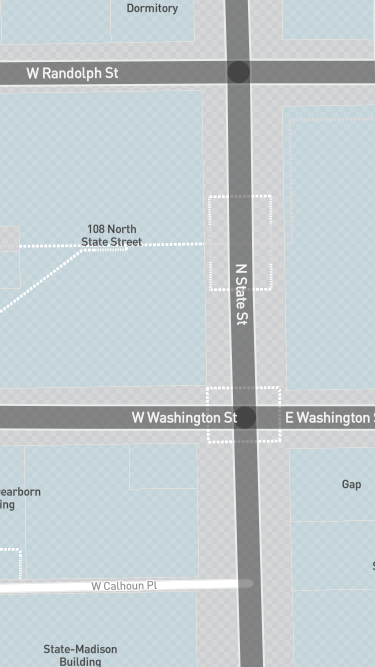 Dormitory
W Randolph St
108 North
State Street
N State St
W Washington St
E Washington S
earborn
ing
Gap
W Calhoun Pl
State-Madison
Building